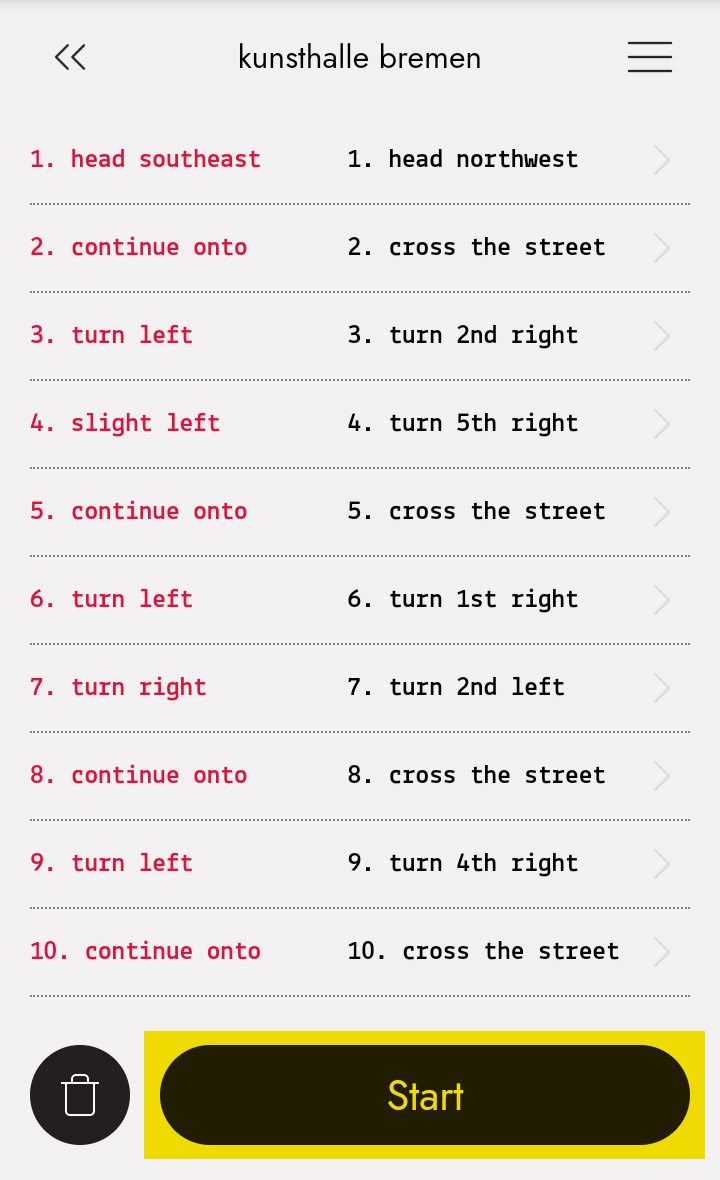 kunsthalle bremen
1. head southeast 1. head northwest
2. continue onto 2. cross the street
3. turn left 3. turn 2nd right
4. slight left 4. turn 5th right
5. continue onto 5. cross the street
6. turn left 6. turn 1st right
7. turn right 7. turn 2nd left
8. continue onto 8. cross the street
9. turn left 9. turn 4th right
10. continue onto 10. cross the street
Start